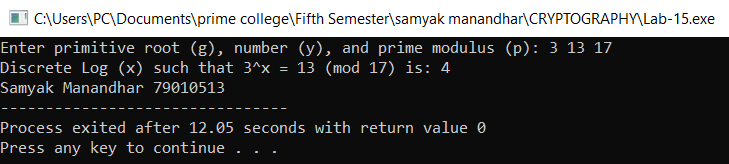 C:\Users\PC\Documents\prime college\Fifth Semester\samyak manandhar\CRYPTOGRAPHY\Lab-15.exe
Enter primitive root (g), number (y), and prime modulus (p): 3 13 17
Discrete Log (x) such that 3^x = 13 (mod 17) is: 4
Samyak Manandhar 79010513
--------------------------------
Process exited after 12.05 seconds with return value 0
Press any key to continue . . .